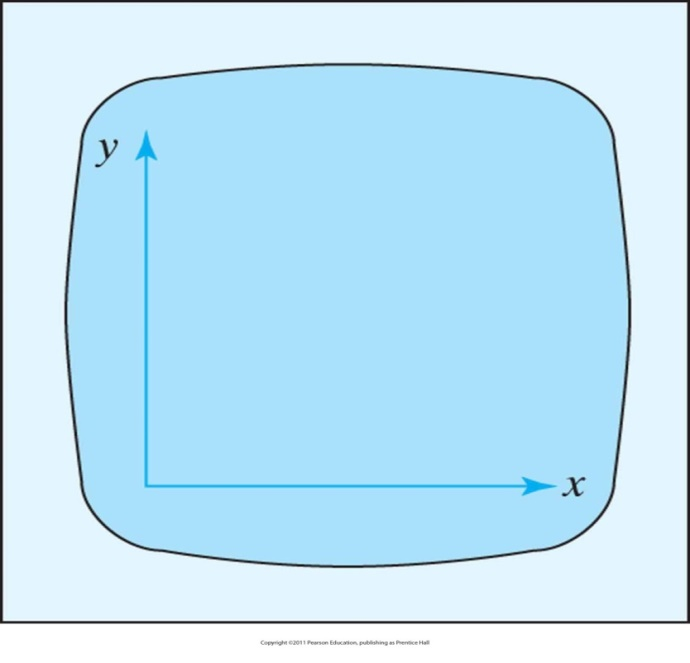 y
x
Copyright ©2011 Pearson Education, publishing as Prentice Hall